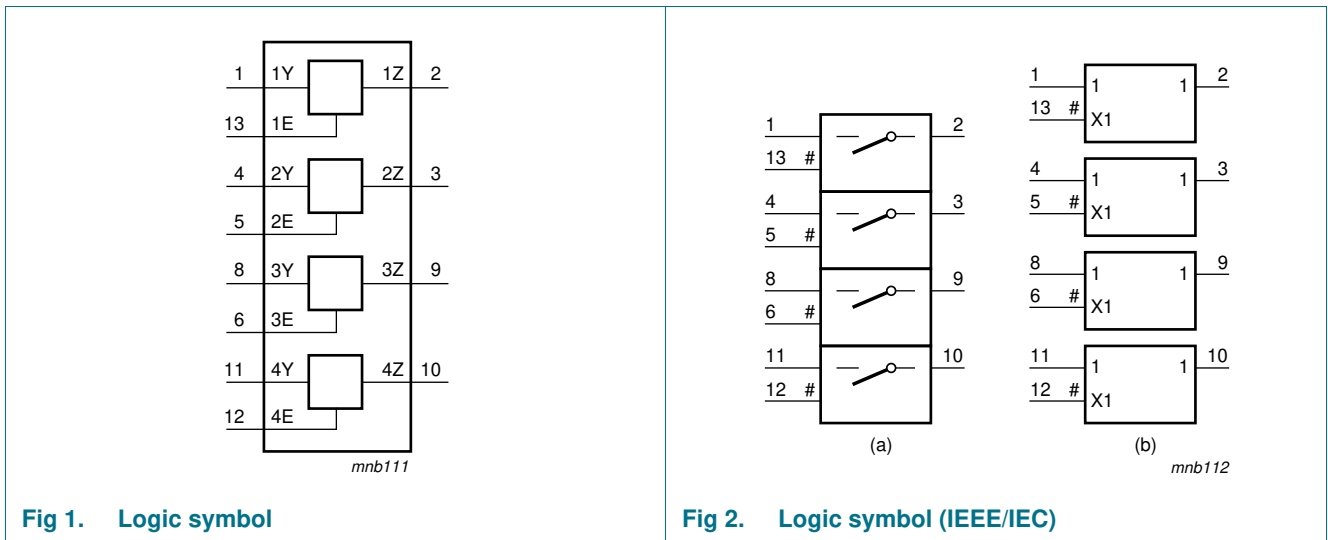 1 1Y 1Z 2
13 1E
4 2Y 2Z 3
5 2E
8 3Y 3Z 9
6 3E
11 4Y 4Z 10
12 4E
mnb111
Fig 1. Logic symbol
1 2
13 #
4 3
5 #
8 9
6 #
11 10
12 #
(a)
1 1 1 2
13 # X1
4 1 1 3
5 # X1
8 1 1 9
6 # X1
11 1 1 10
12 # X1
(b)
mnb112
Fig 2. Logic symbol (IEEE/IEC)